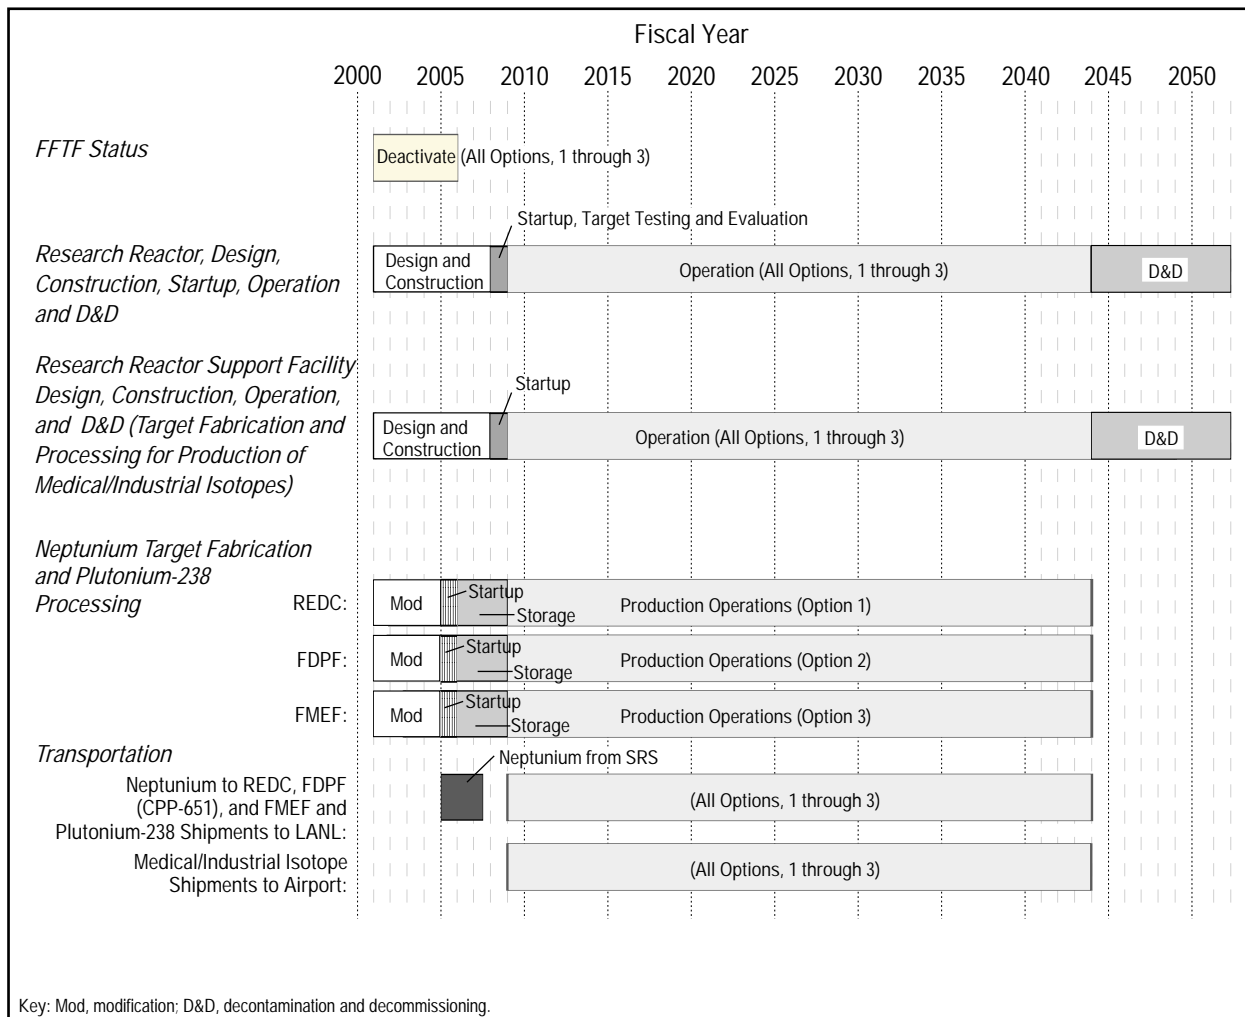 Fiscal Year
2000 2005 2010 2015 2020 2025 2030 2035 2040 2045 2050
FFTF Status
Deactivate (All Options, 1 through 3)
Startup, Target Testing and Evaluation
Research Reactor, Design,
Construction, Startup, Operation
and D&D
Design and
Construction
Operation (All Options, 1 through 3)
D&D
Research Reactor Support Facility
Design, Construction, Operation,
and D&D (Target Fabrication and
Processing for Production of
Medical/Industrial Isotopes)
Startup
Design and
Construction
Operation (All Options, 1 through 3)
D&D
Neptunium Target Fabrication
and Plutonium-238
Processing
REDC:
Mod
Startup
Storage
Production Operations (Option 1)
FDPF:
Mod
Startup
Storage
Production Operations (Option 2)
FMEF:
Mod
Startup
Storage
Production Operations (Option 3)
Transportation
Neptunium from SRS
Neptunium to REDC, FDPF
(CPP-651), and FMEF and
Plutonium-238 Shipments to LANL:
(All Options, 1 through 3)
Medical/Industrial Isotope
Shipments to Airport:
(All Options, 1 through 3)
Key: Mod, modification; D&D, decontamination and decommissioning.